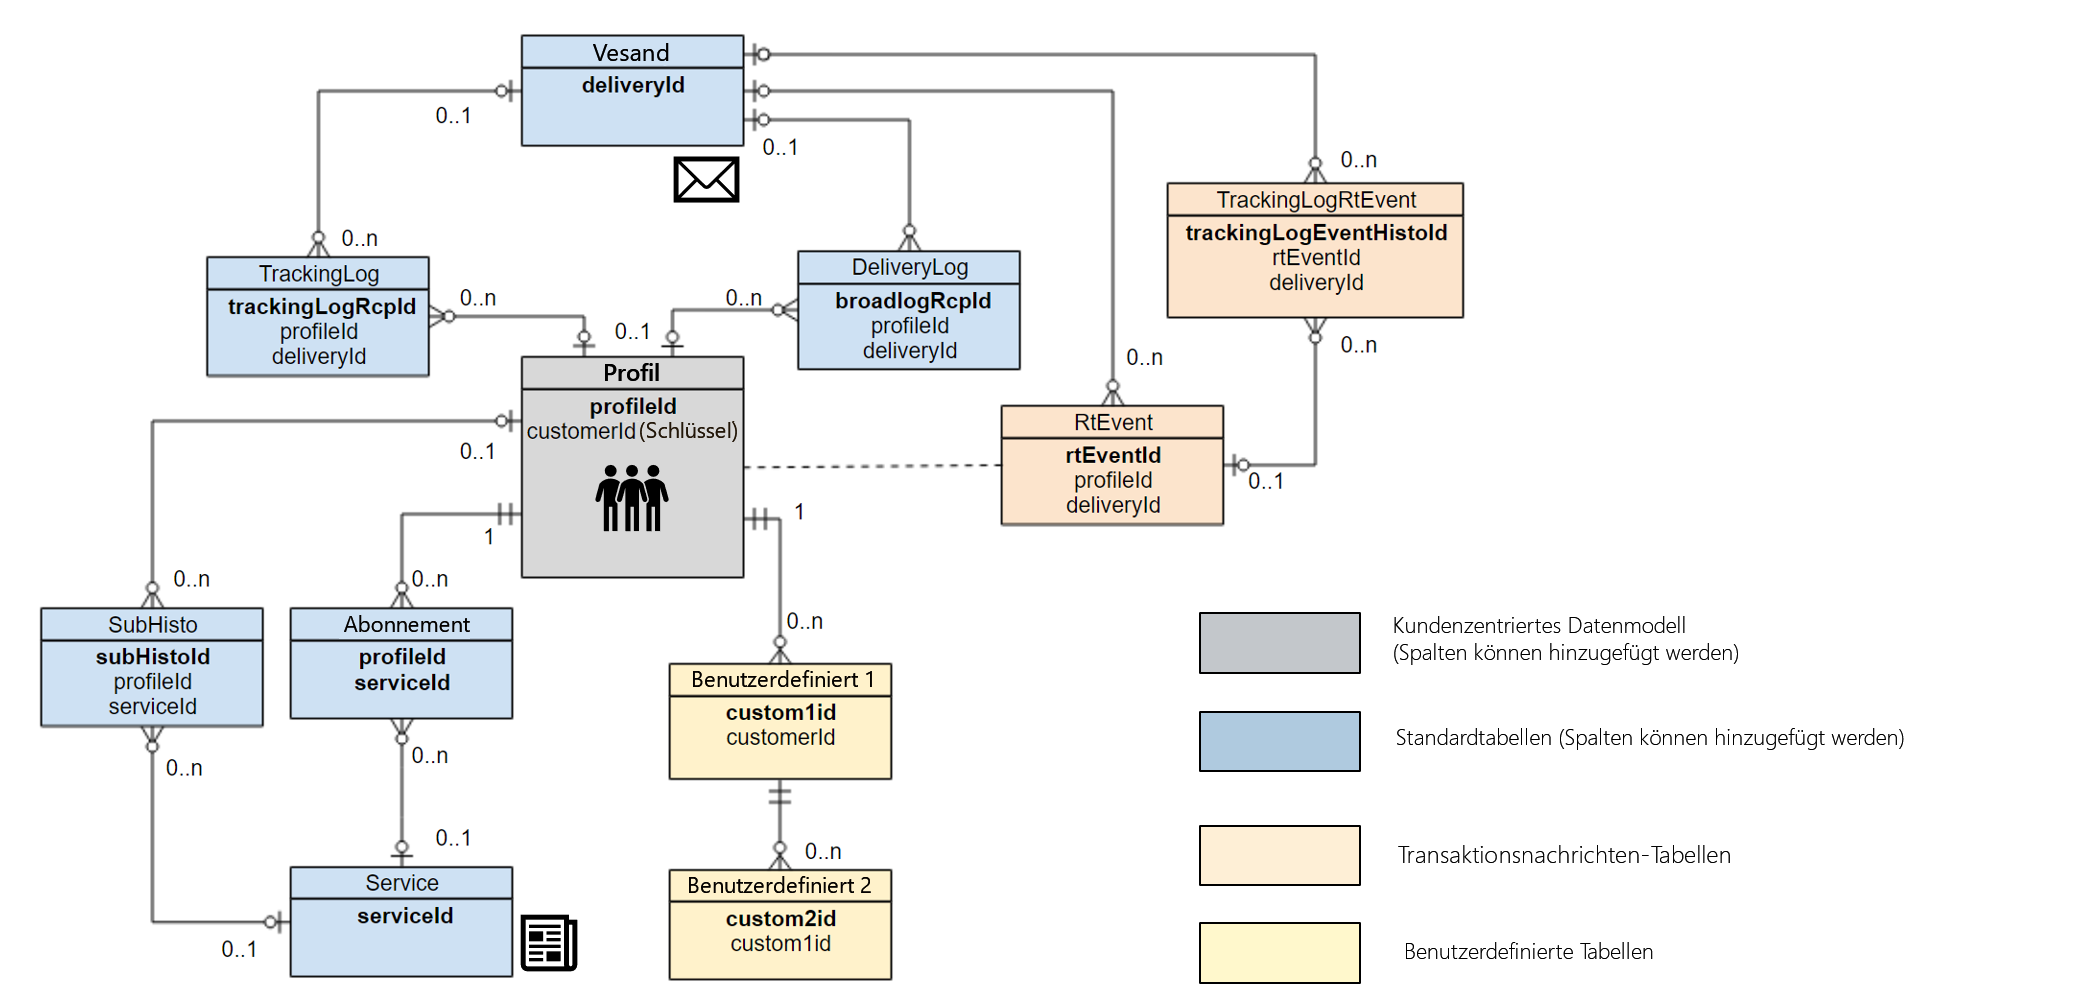 Vesand
deliveryId
0..1
0..1
0..n
TrackingLogRtEvent
trackingLogEventHistoId
rtEventId
deliveryId
0..n
TrackingLog
trackingLogRcpId
profileId
deliveryId
0..n
0..1
0..n
DeliveryLog
broadlogRcpId
profileId
deliveryId
0..n
0..n
Profil
profileId
customerId (Schlüssel)
0..1
RtEvent
rtEventId
profileId
deliveryId
0..1
1
1
0..n
0..n
0..n
SubHisto
subHistoId
profileId
serviceId
Abonnement
profileId
serviceId
Benutzerdefiniert 1
custom1id
customerId
0..n
0..n
0..1
0..n
Service
serviceId
0..1
Benutzerdefiniert 2
custom2id
custom1id
Kundenzentriertes Datenmodell
(Spalten können hinzugefügt werden)
Standardtabellen (Spalten können hinzugefügt werden)
Transaktionsnachrichten-Tabellen
Benutzerdefinierte Tabellen